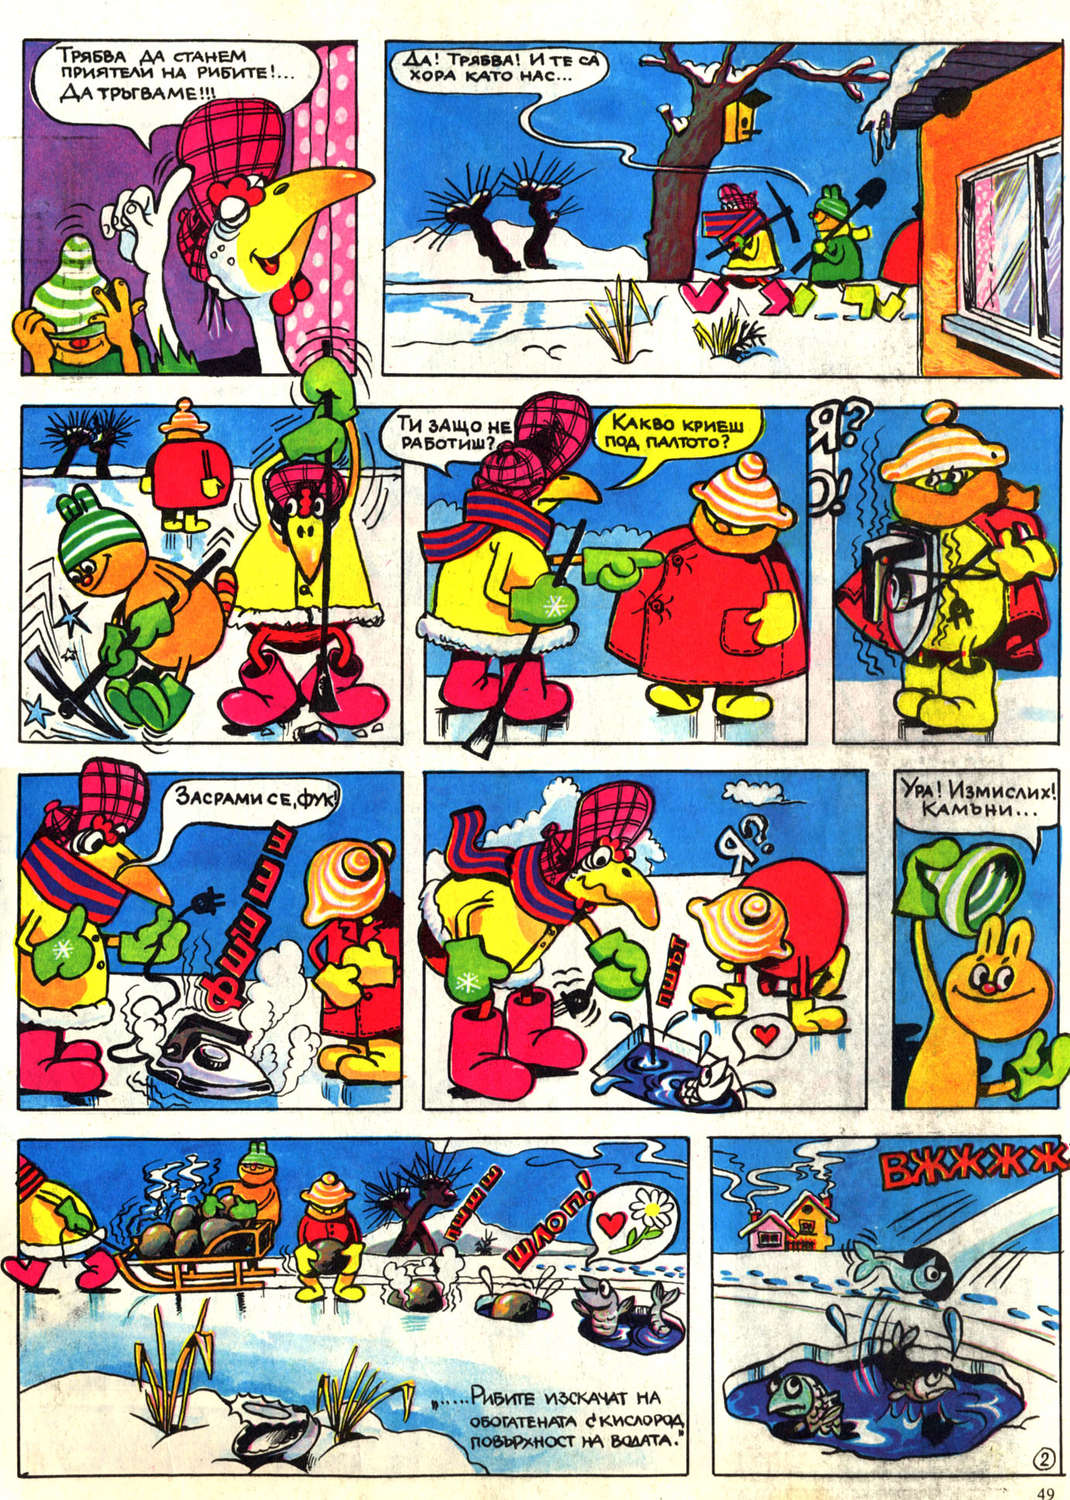 ТРЯБВА ДА СТАНЕМ
ПРИЯТЕЛИ НА РИБИТЕ!...
ДА ТРЪГВАМЕ!!!
ДА! ТРЯБВА! И ТЕ СА
ХОРА КАТО НАС...
ТИ ЗАЩО НЕ
РАБОТИШ?
КАКВО КРИЕШ
ПОД ПАЛТОТО?
Я?
О!
А
ЗАСРАМИ СЕ, ФУК!
ФШШШШ
Я?
ПШЫТ
УРА! ИЗМИСЛИХ!
КАМЪНИ...
ПШШШШ
ШЛОП!
".....РИБИТЕ ИЗСКАЧАТ НА
ОБОГАТЕНАТА С КИСЛОРОД
ПОВЪРХНОСТ НА ВОДАТА."
ВЖЖЖЖ
2
49